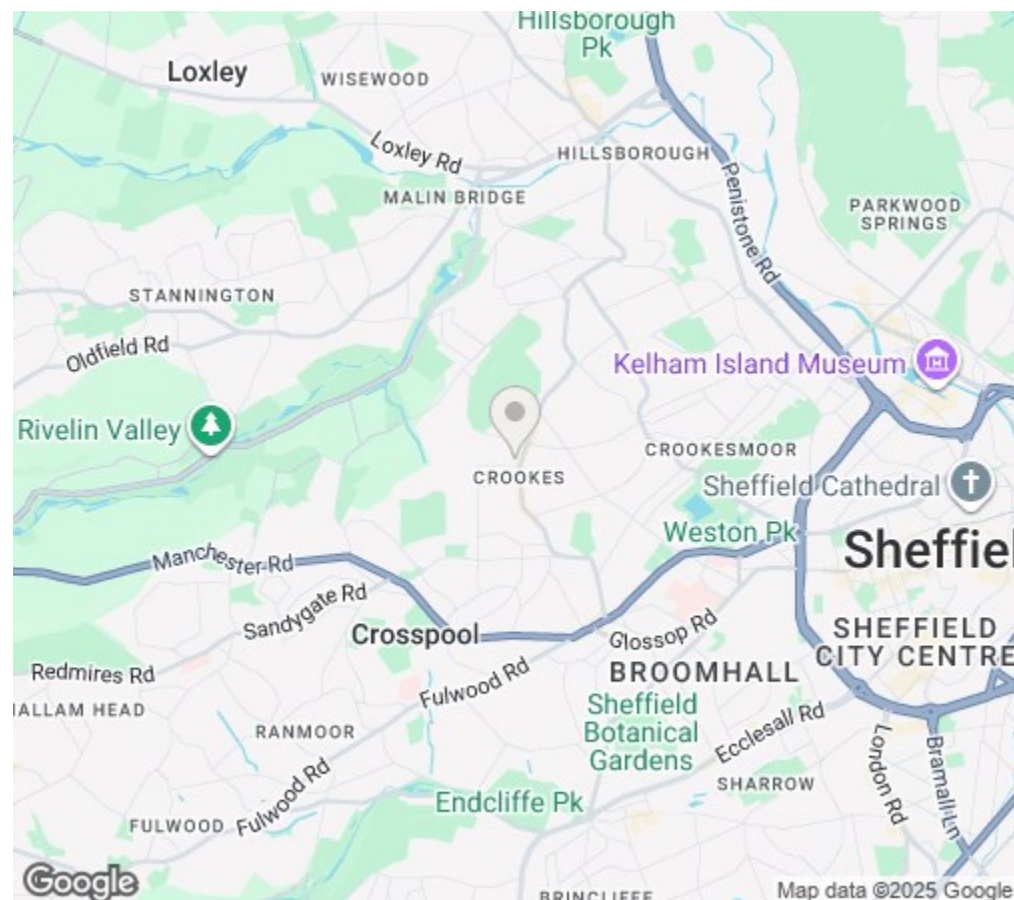 Hillsborough
Pk
Loxley
WISEWOOD
Loxley Rd
HILLSBOROUGH
MALIN BRIDGE
Penistone Rd
PARKWOOD
SPRINGS
STANNINGTON
Oldfield Rd
Kelham Island Museum
Rivelin Valley
CROOKESMOOR
CROOKES
Sheffield Cathedral
Weston Pk
Sheffiel
Manchester Rd
Sandygate Rd
Crosspool
Glossop Rd
SHEFFIELD
CITY CENTRE
Redmires Rd
BROOMHALL
Fulwood Rd
HALLAM HEAD
Sheffield
Botanical
Gardens
RANMOOR
Ecclesall Rd
London Rd
Bramall Ln
SHARROW
Fulwood Rd
Endcliffe Pk
FULWOOD
BRINCLIFFE
Google
Map data ©2025 Google